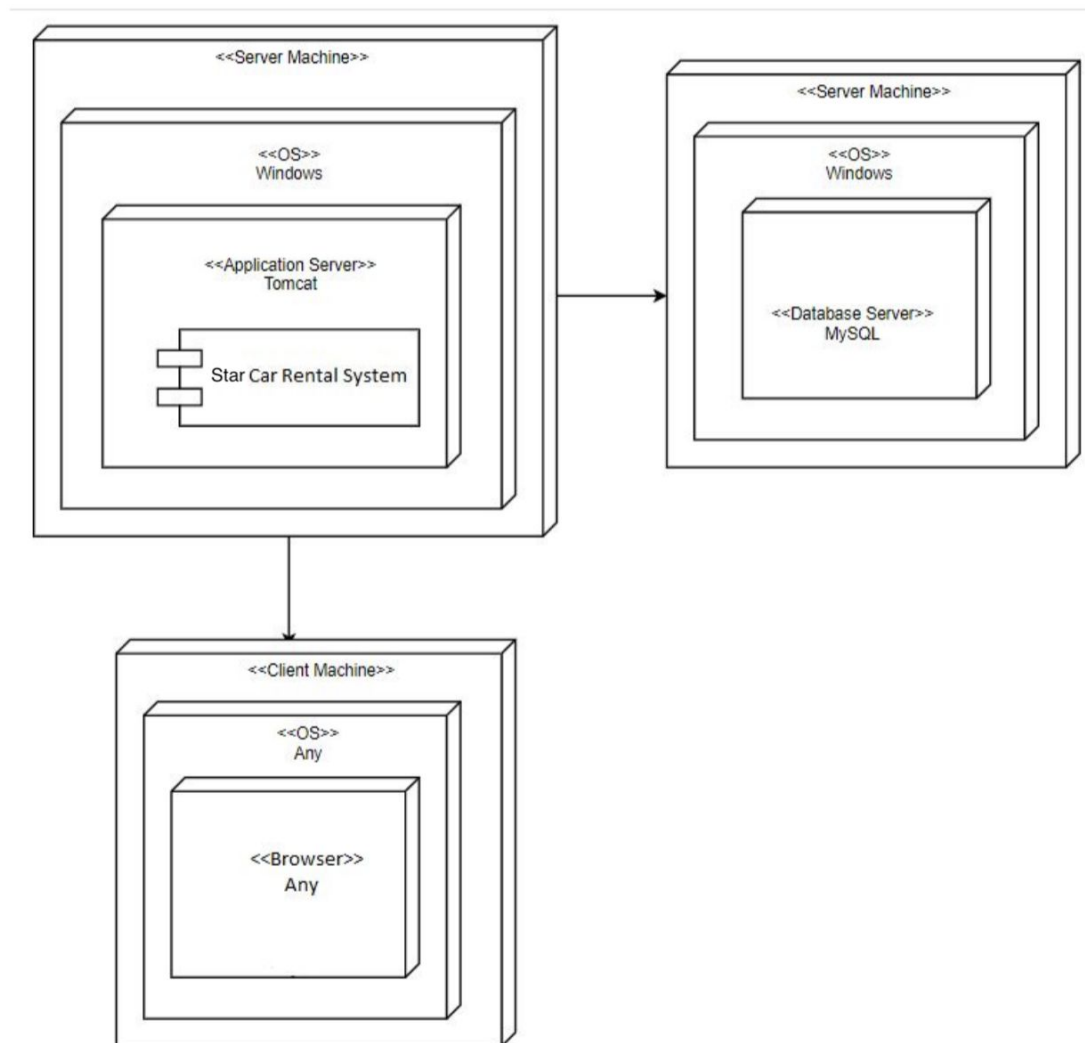 <<Server Machine>>
<<OS>>
Windows
<<Application Server>>
Tomcat
Star Car Rental System
<<Server Machine>>
<<OS>>
Windows
<<Database Server>>
MySQL
<<Client Machine>>
<<OS>>
Any
<<Browser>>
Any